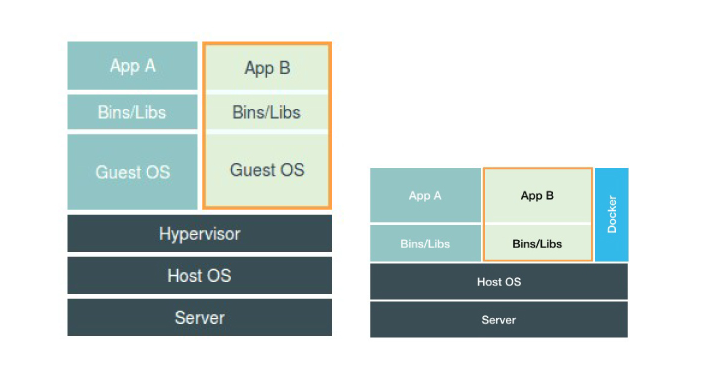 App A
App B
Bins/Libs
Bins/Libs
Guest OS
Guest OS
Hypervisor
Host OS
Server
App A
App B
Docker
Bins/Libs
Bins/Libs
Host OS
Server